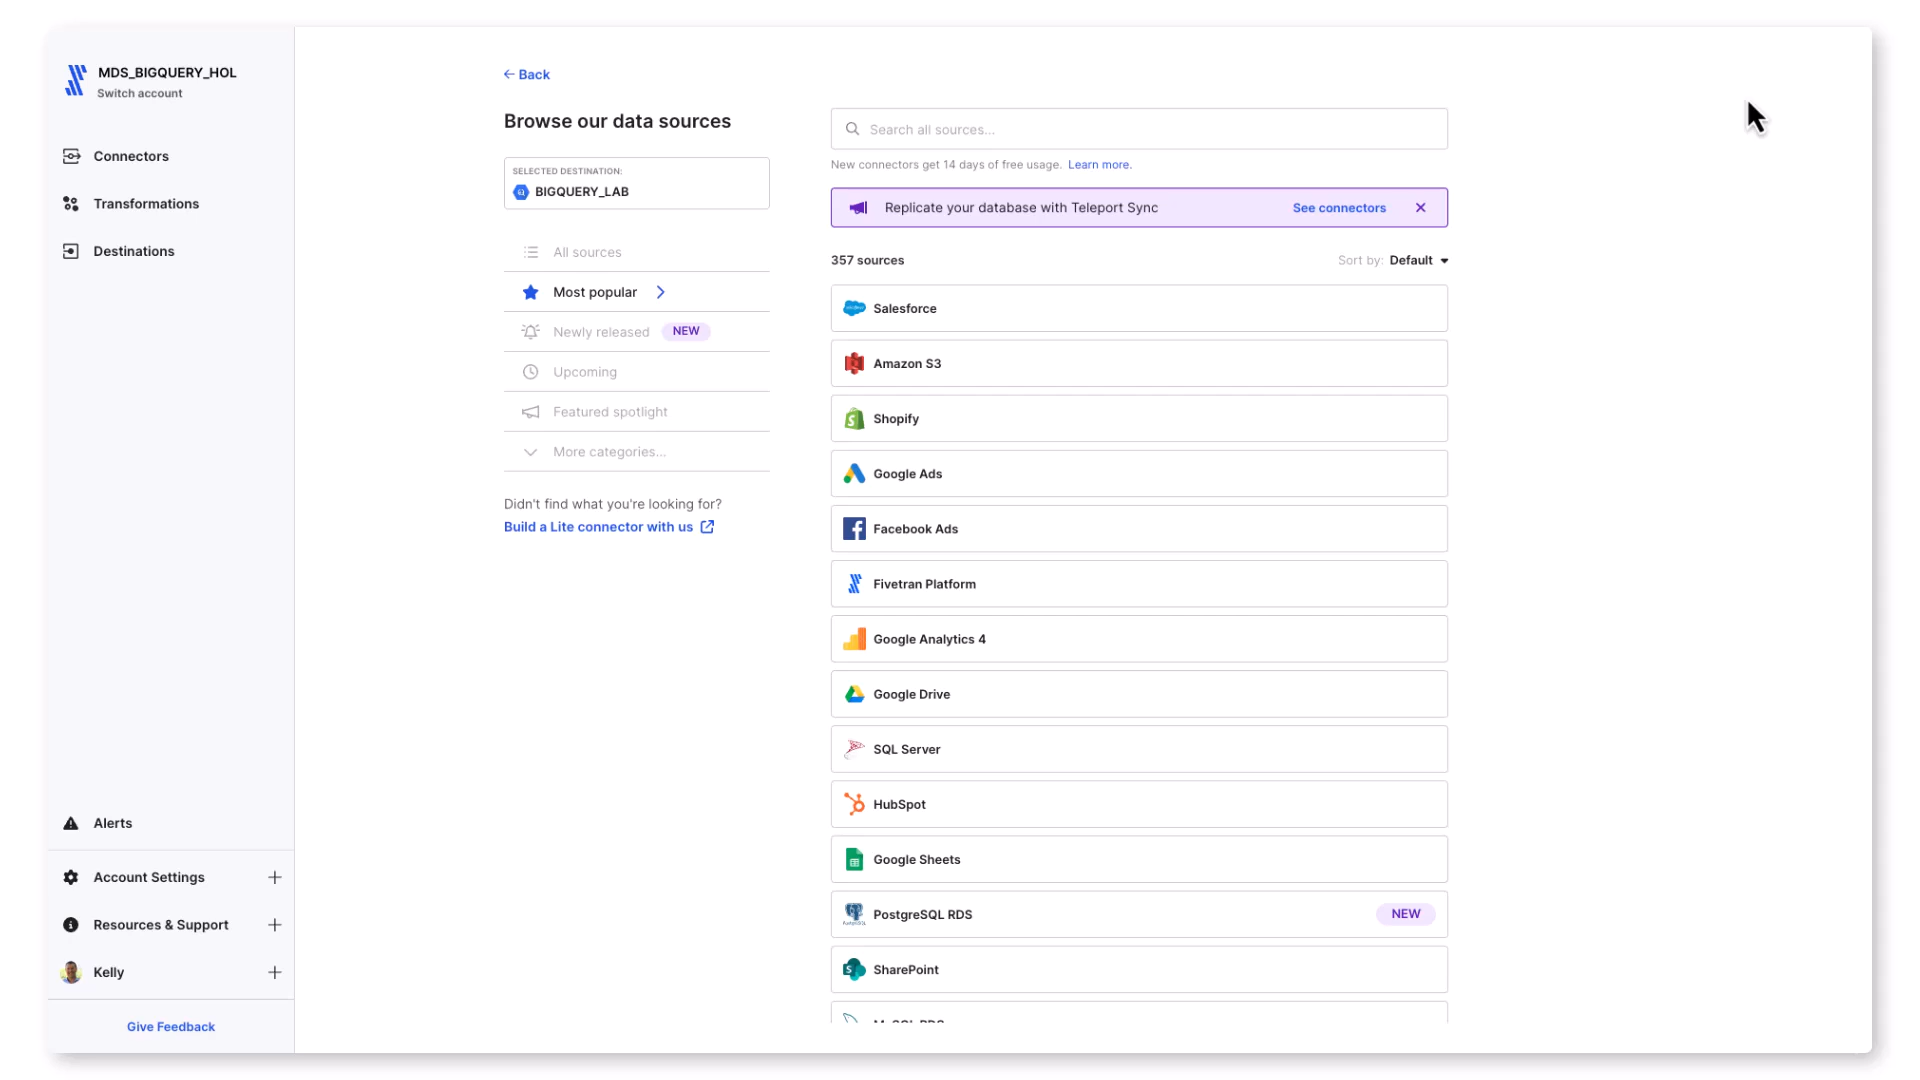 MDS_BIGQUERY_HOL
Switch account
Connectors
Transformations
Destinations
Alerts
Account Settings
Resources & Support
Kelly
Give Feedback
Back
Browse our data sources
SELECTED DESTINATION:
BIGQUERY_LAB
All sources
Most popular
Newly released NEW
Upcoming
Featured spotlight
More categories...
Didn't find what you're looking for?
Build a Lite connector with us
Search all sources...
New connectors get 14 days of free usage. Learn more.
Replicate your database with Teleport Sync See connectors
357 sources Sort by: Default
Salesforce
Amazon S3
Shopify
Google Ads
Facebook Ads
Fivetran Platform
Google Analytics 4
Google Drive
SQL Server
HubSpot
Google Sheets
PostgreSQL RDS NEW
SharePoint
MySQL RDS